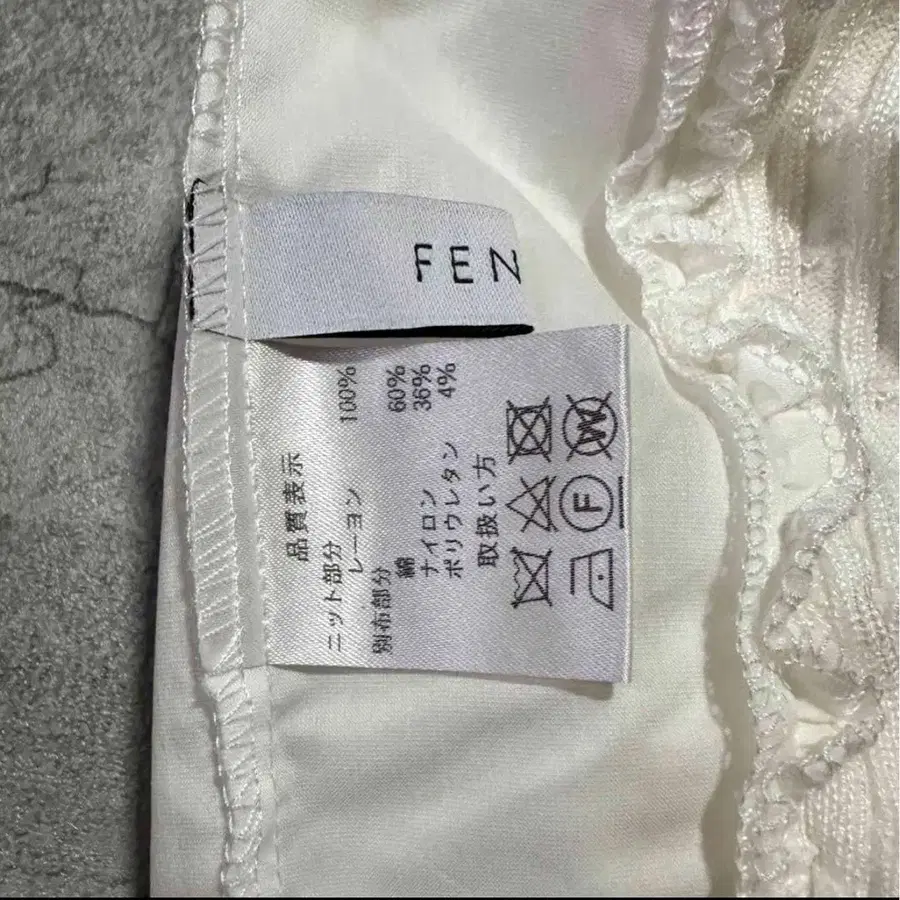 FEN
品質表示
ニット部分
レーヨン 100%
別布部分
綿 60%
ナイロン 36%
ポリウレタン 4%
取扱い方
F
W